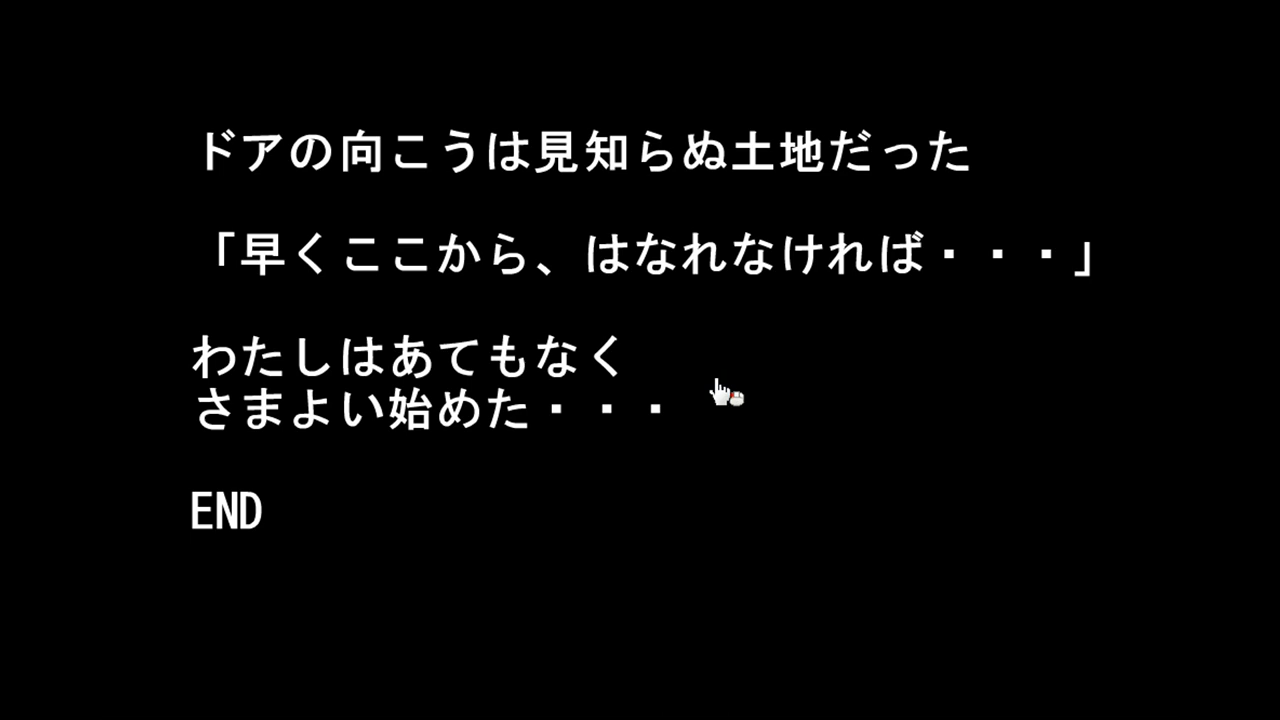 ドアの向こうは見知らぬ土地だった
「早くここから、はなれなければ・・・」
わたしはあてもなく
さまよい始めた・・・
END